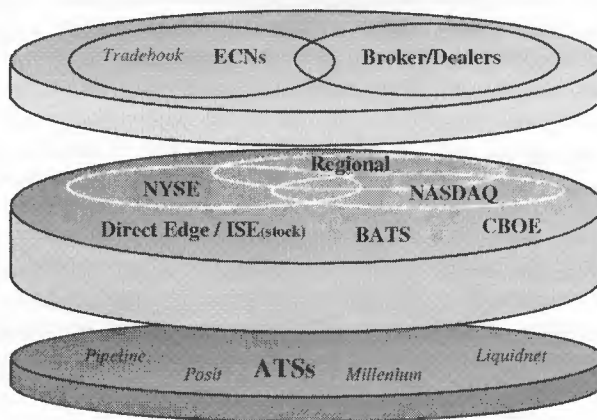 Tradebook ECNs Broker/Dealers
Regional
NYSE NASDAQ
Direct Edge / ISE(stock) BATS CBOE
Pipeline Posit ATSs Millenium Liquidnet